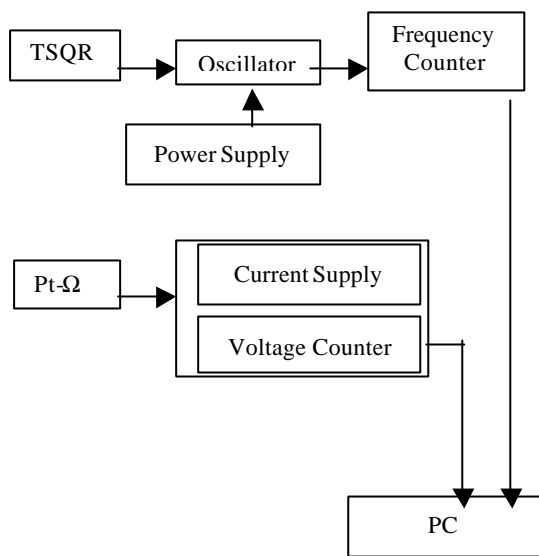 TSQR
Oscillator
Frequency
Counter
Power Supply
Pt-Ω
Current Supply
Voltage Counter
PC